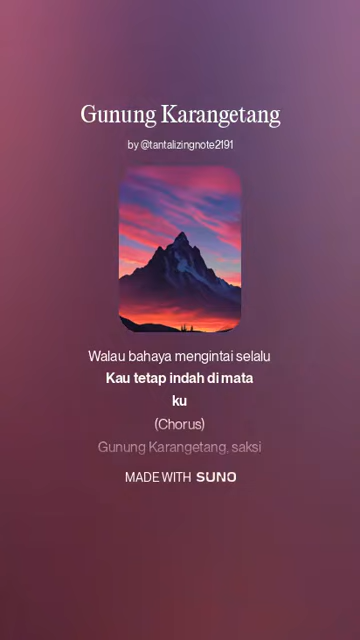 Gunung Karangetang
by @tantalizingnote2191
Walau bahaya mengintai selalu
Kau tetap indah di mata
ku
(Chorus)
Gunung Karangetang, saksi
MADE WITH SUNO